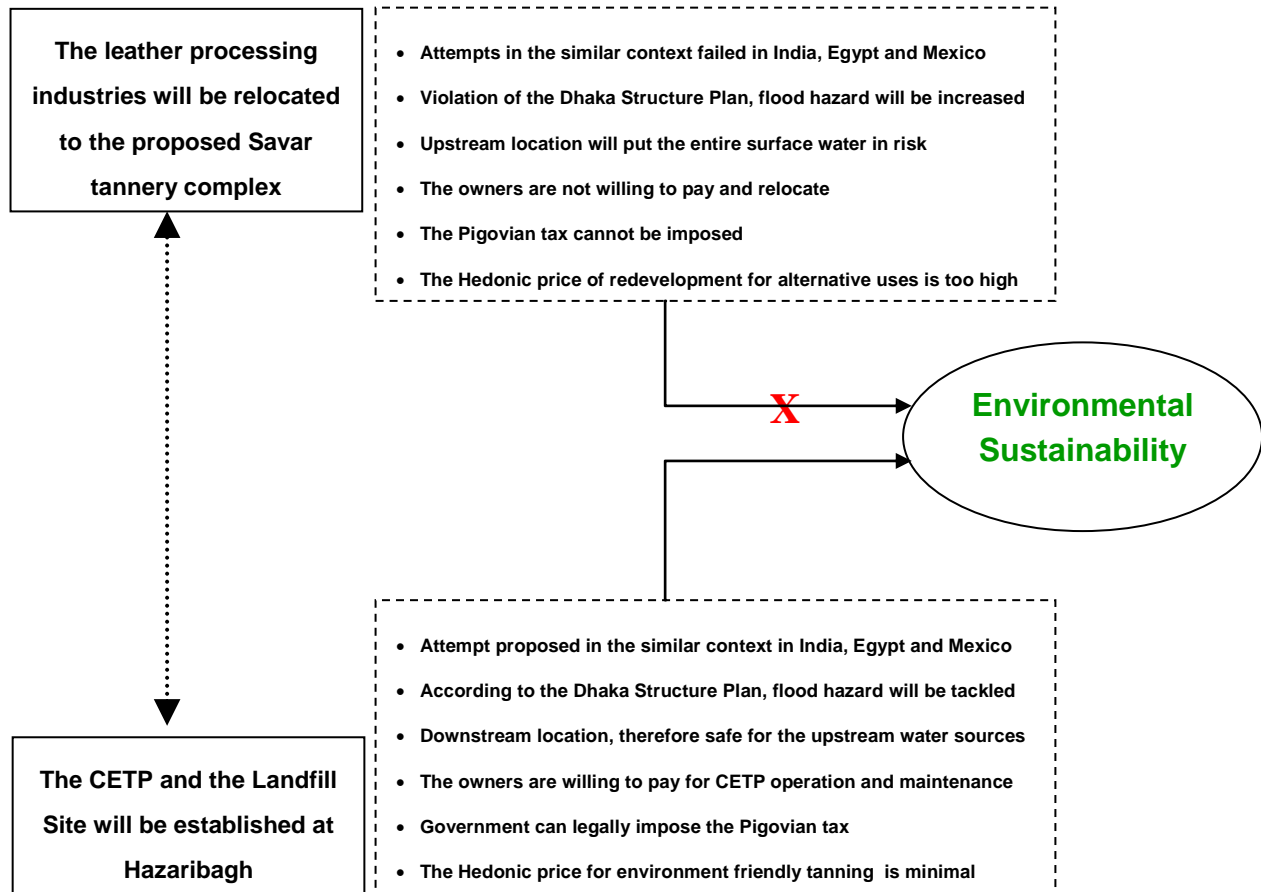 The leather processing
industries will be relocated
to the proposed Savar
tannery complex
• Attempts in the similar context failed in India, Egypt and Mexico
• Violation of the Dhaka Structure Plan, flood hazard will be increased
• Upstream location will put the entire surface water in risk
• The owners are not willing to pay and relocate
• The Pigovian tax cannot be imposed
• The Hedonic price of redevelopment for alternative uses is too high
X
Environmental
Sustainability
• Attempt proposed in the similar context in India, Egypt and Mexico
• According to the Dhaka Structure Plan, flood hazard will be tackled
• Downstream location, therefore safe for the upstream water sources
• The owners are willing to pay for CETP operation and maintenance
• Government can legally impose the Pigovian tax
• The Hedonic price for environment friendly tanning is minimal
The CETP and the Landfill
Site will be established at
Hazaribagh